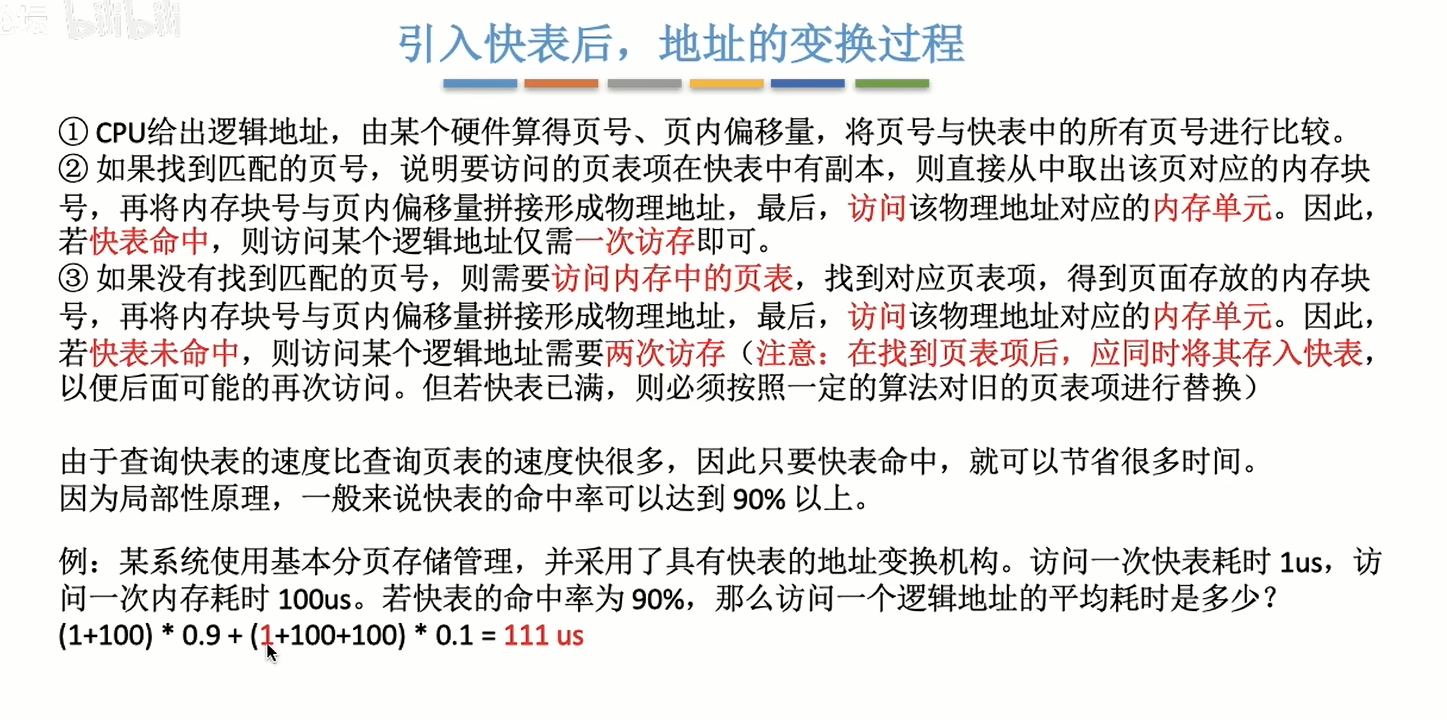 bilibili
引入快表后，地址的变换过程
① CPU给出逻辑地址，由某个硬件算得页号、页内偏移量，将页号与快表中的所有页号进行比较。
② 如果找到匹配的页号，说明要访问的页表项在快表中有副本，则直接从中取出该页对应的内存块
号，再将内存块号与页内偏移量拼接形成物理地址，最后，访问该物理地址对应的内存单元。因此，
若快表命中，则访问某个逻辑地址仅需一次访存即可。
③ 如果没有找到匹配的页号，则需要访问内存中的页表，找到对应页表项，得到页面存放的内存块
号，再将内存块号与页内偏移量拼接形成物理地址，最后，访问该物理地址对应的内存单元。因此，
若快表未命中，则访问某个逻辑地址需要两次访存（注意：在找到页表项后，应同时将其存入快表，
以便后面可能的再次访问。但若快表已满，则必须按照一定的算法对旧的页表项进行替换）
由于查询快表的速度比查询页表的速度快很多，因此只要快表命中，就可以节省很多时间。
因为局部性原理，一般来说快表的命中率可以达到 90% 以上。
例：某系统使用基本分页存储管理，并采用了具有快表的地址变换机构。访问一次快表耗时 1us，访
问一次内存耗时 100us。若快表的命中率为 90%，那么访问一个逻辑地址的平均耗时是多少？
(1+100) * 0.9 + (1+100+100) * 0.1 = 111 us